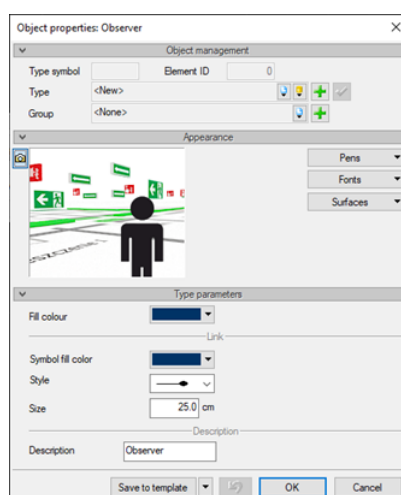 Object properties: Observer
Object management
Type symbol Element ID 0
Type <New>
Group <None>
Appearance
Pens
Fonts
Surfaces
Type parameters
Fill colour
Link
Symbol fill color
Style
Size 25.0 cm
Description
Description Observer
Save to template OK Cancel